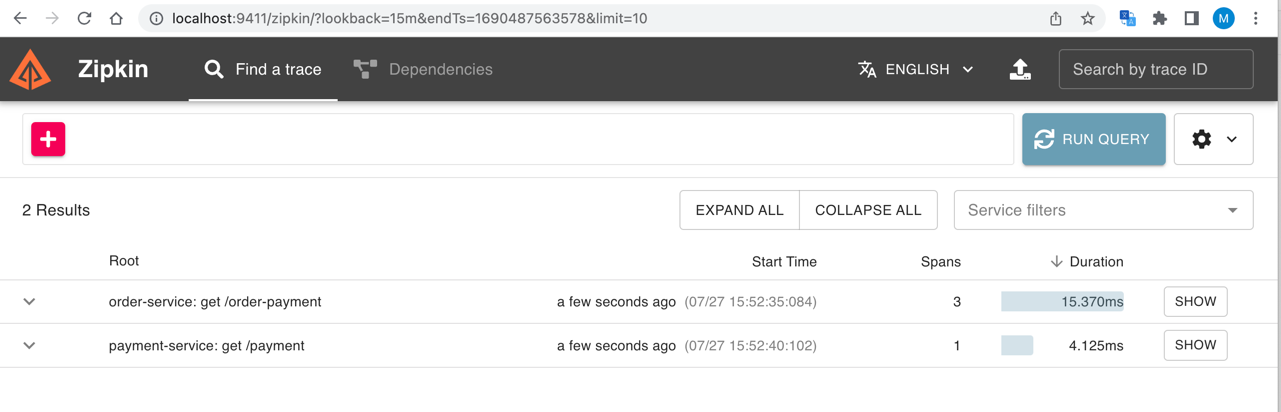 localhost:9411/zipkin/?lookback=15m&endTs=1690487563578&limit=10
M
Zipkin Find a trace Dependencies ENGLISH Search by trace ID
RUN QUERY
2 Results EXPAND ALL COLLAPSE ALL Service filters
Root Start Time Spans Duration
order-service: get /order-payment a few seconds ago (07/27 15:52:35:084) 3 15.370ms SHOW
payment-service: get /payment a few seconds ago (07/27 15:52:40:102) 1 4.125ms SHOW